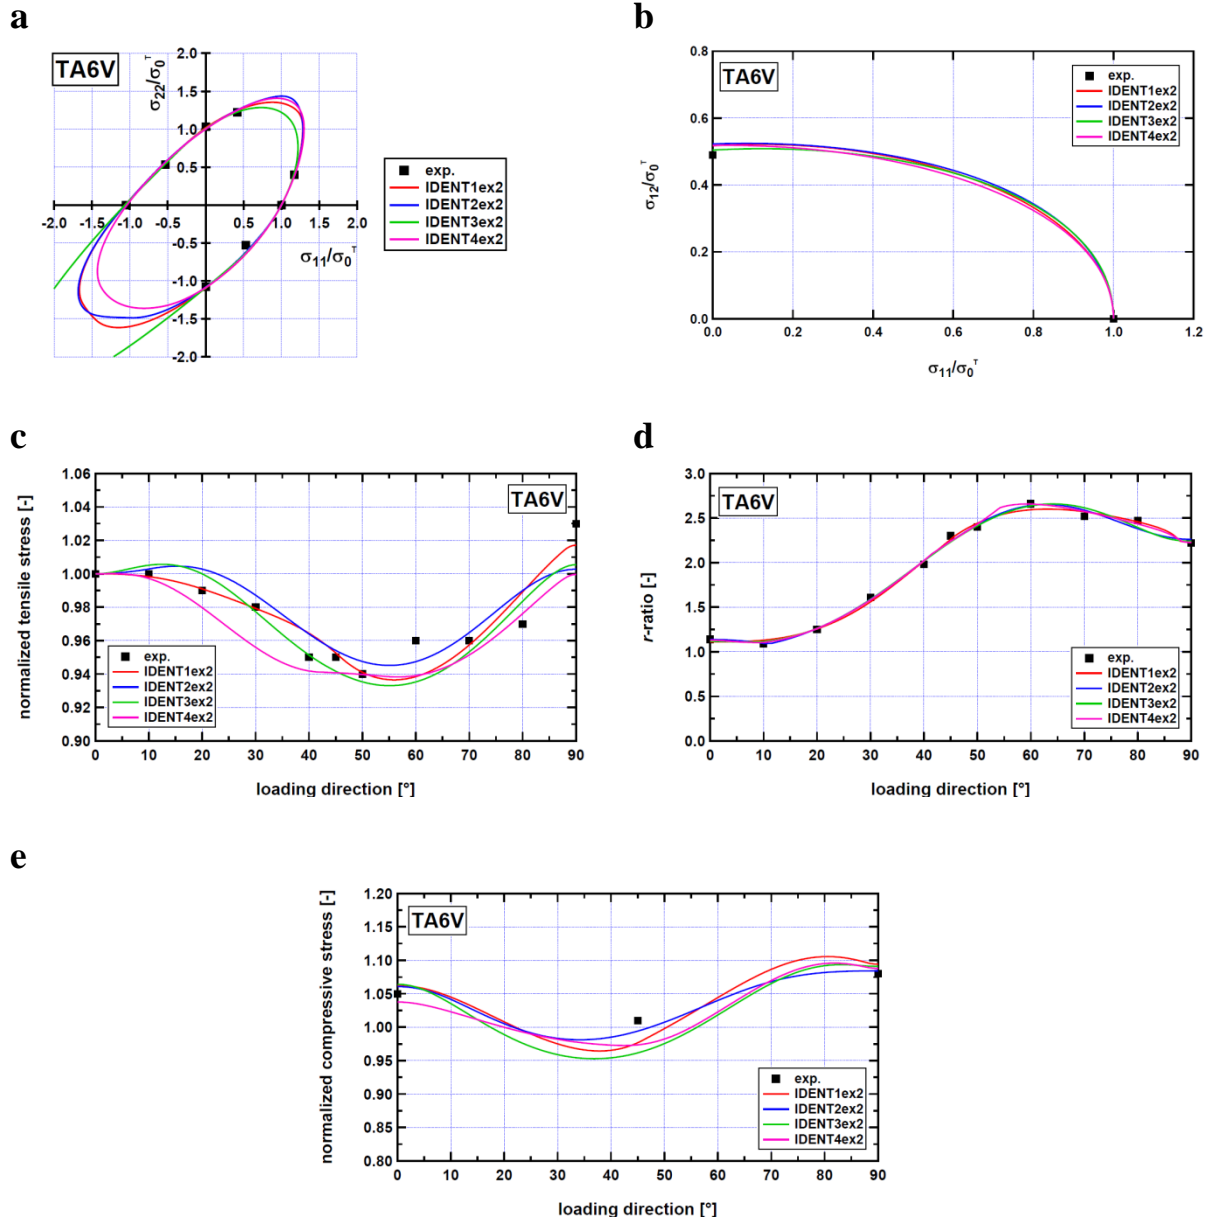 a
TA6V
σ22/σ0T
2.0
1.5
1.0
0.5
-0.5
-1.0
-1.5
-2.0
-2.0 -1.5 -1.0 -0.5 0.5 1.0 1.5 2.0
σ11/σ0T
exp.
IDENT1ex2
IDENT2ex2
IDENT3ex2
IDENT4ex2
b
TA6V
σ12/σ0T
0.8
0.6
0.4
0.2
0.0
0.0 0.2 0.4 0.6 0.8 1.0 1.2
σ11/σ0T
exp.
IDENT1ex2
IDENT2ex2
IDENT3ex2
IDENT4ex2
c
TA6V
normalized tensile stress [-]
1.06
1.04
1.02
1.00
0.98
0.96
0.94
0.92
0.90
0 10 20 30 40 50 60 70 80 90
loading direction [°]
exp.
IDENT1ex2
IDENT2ex2
IDENT3ex2
IDENT4ex2
d
TA6V
r-ratio [-]
3.0
2.5
2.0
1.5
1.0
0.5
0.0
0 10 20 30 40 50 60 70 80 90
loading direction [°]
exp.
IDENT1ex2
IDENT2ex2
IDENT3ex2
IDENT4ex2
e
TA6V
normalized compressive stress [-]
1.20
1.15
1.10
1.05
1.00
0.95
0.90
0.85
0.80
0 10 20 30 40 50 60 70 80 90
loading direction [°]
exp.
IDENT1ex2
IDENT2ex2
IDENT3ex2
IDENT4ex2